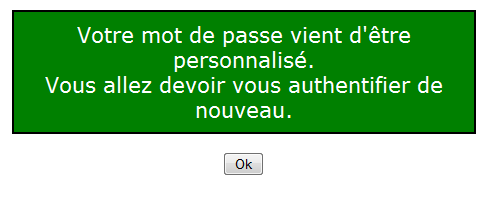 Votre mot de passe vient d'être
personnalisé.
Vous allez devoir vous authentifier de
nouveau.
Ok